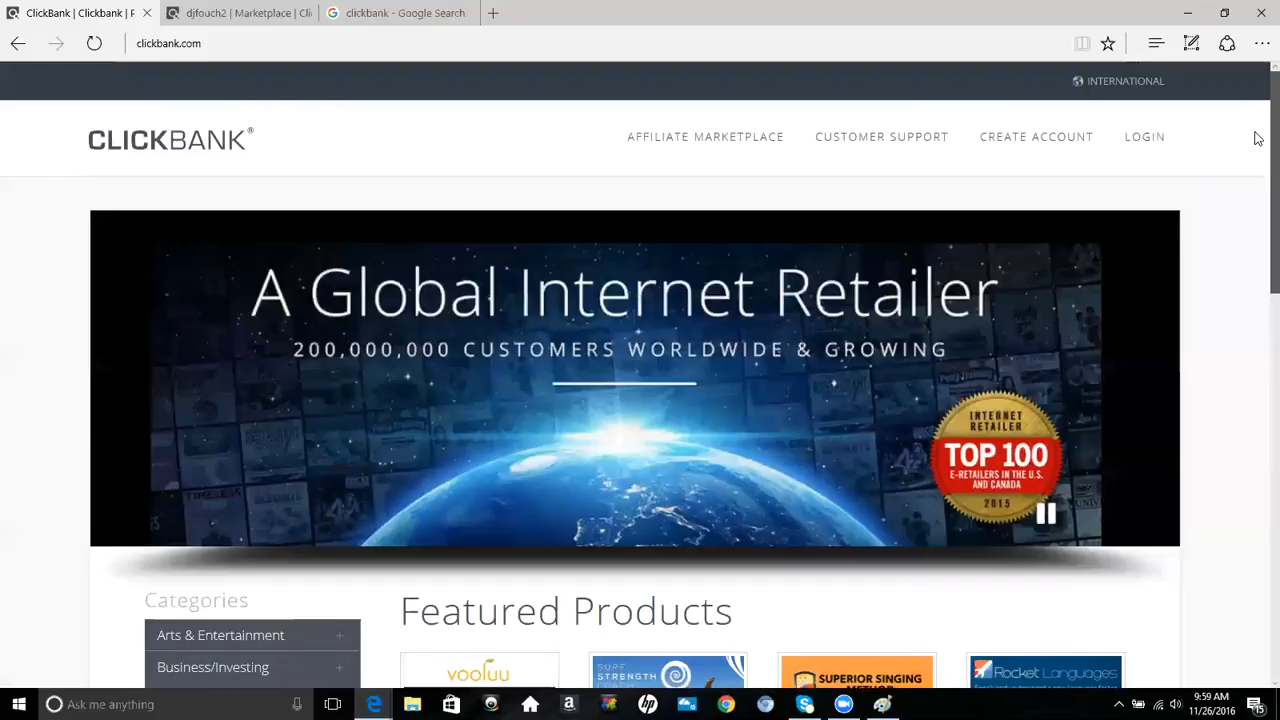 ClickBank | Clickbank | P
djfouch2 | Marketplace | Cli
clickbank - Google Search
clickbank.com
INTERNATIONAL
CLICKBANK®
AFFILIATE MARKETPLACE
CUSTOMER SUPPORT
CREATE ACCOUNT
LOGIN
A Global Internet Retailer
200,000,000 CUSTOMERS WORLDWIDE & GROWING
INTERNET
RETAILER
TOP 100
E-RETAILERS IN THE U.S.
AND CANADA
2015
Categories
Arts & Entertainment +
Business/Investing +
Featured Products
vooluu
SURF
STRENGTH
SUPERIOR SINGING
Rocket Languages
Ask me anything
9:59 AM
11/26/2016
15